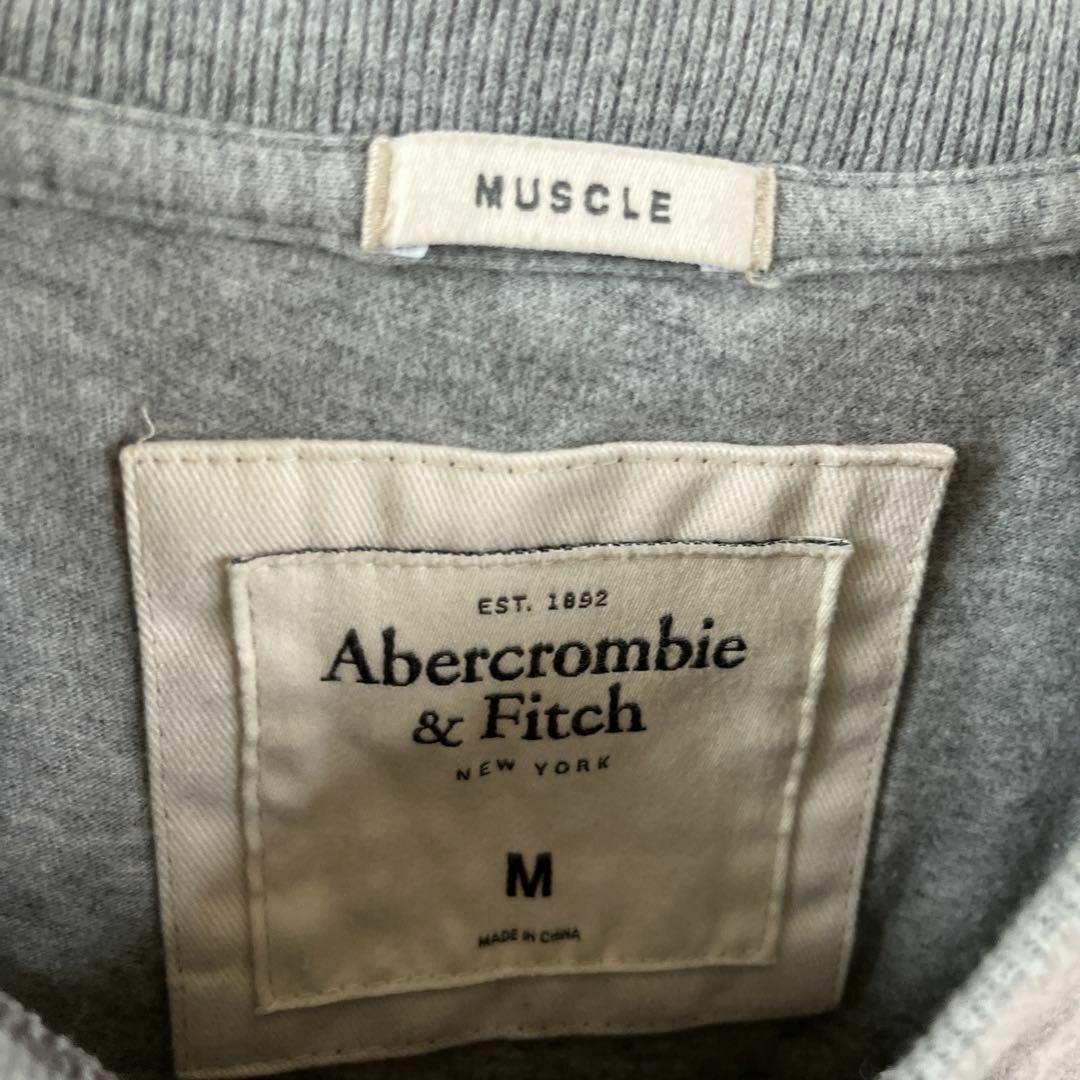 MUSCLE
EST. 1892
Abercrombie
& Fitch
NEW YORK
M
MADE IN CHINA